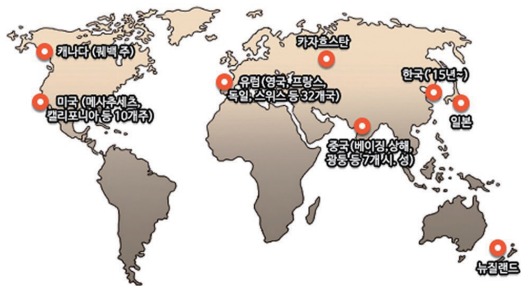 카자흐스탄
캐나다 (퀘백 주)
한국('15년~)
유럽(영국, 프랑스,
독일, 스위스 등 32개국)
미국 (메사추세츠,
캘리포니아, 등 10개주)
일본
중국 (베이징, 상해,
광둥 등 7개 시, 성)
뉴질랜드